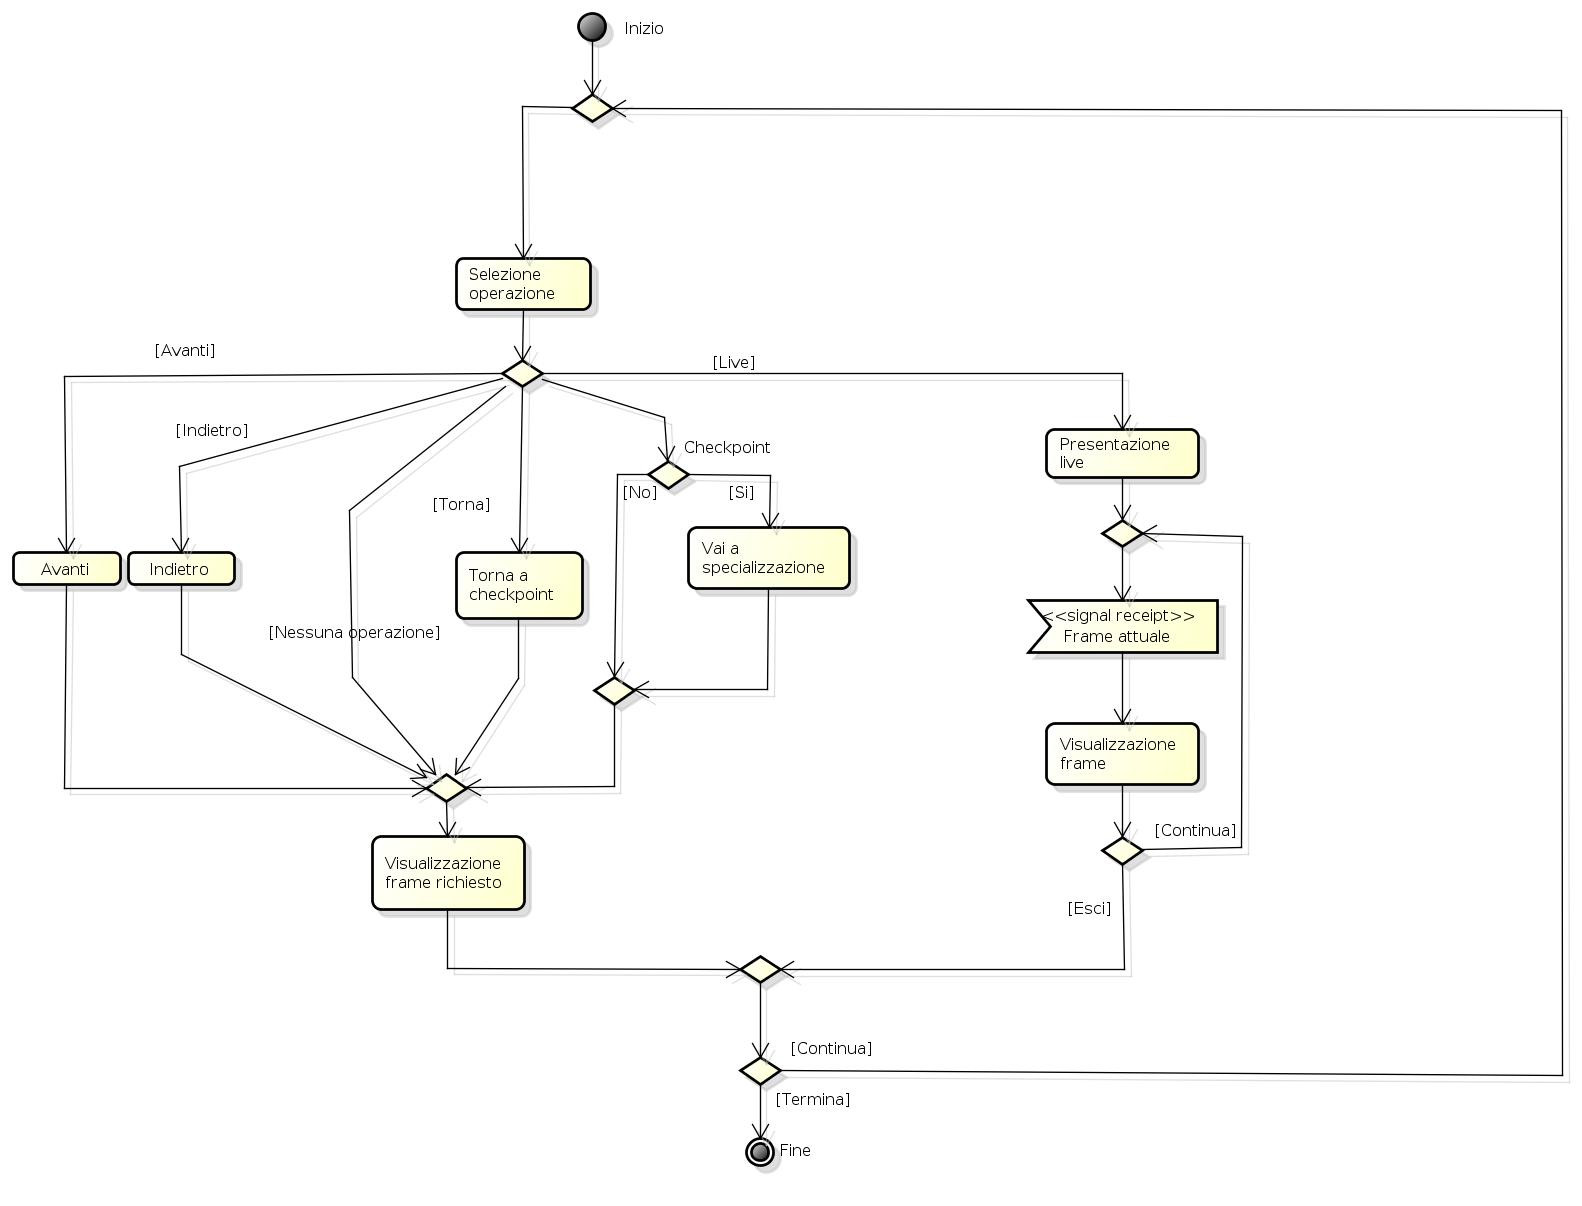 Inizio
Selezione
operazione
[Avanti]
[Live]
[Indietro]
Checkpoint
Presentazione
live
[No]
[Si]
[Torna]
Vai a
specializzazione
Avanti
Indietro
Torna a
checkpoint
<<signal receipt>>
Frame attuale
[Nessuna operazione]
Visualizzazione
frame
[Continua]
Visualizzazione
frame richiesto
[Esci]
[Continua]
[Termina]
Fine